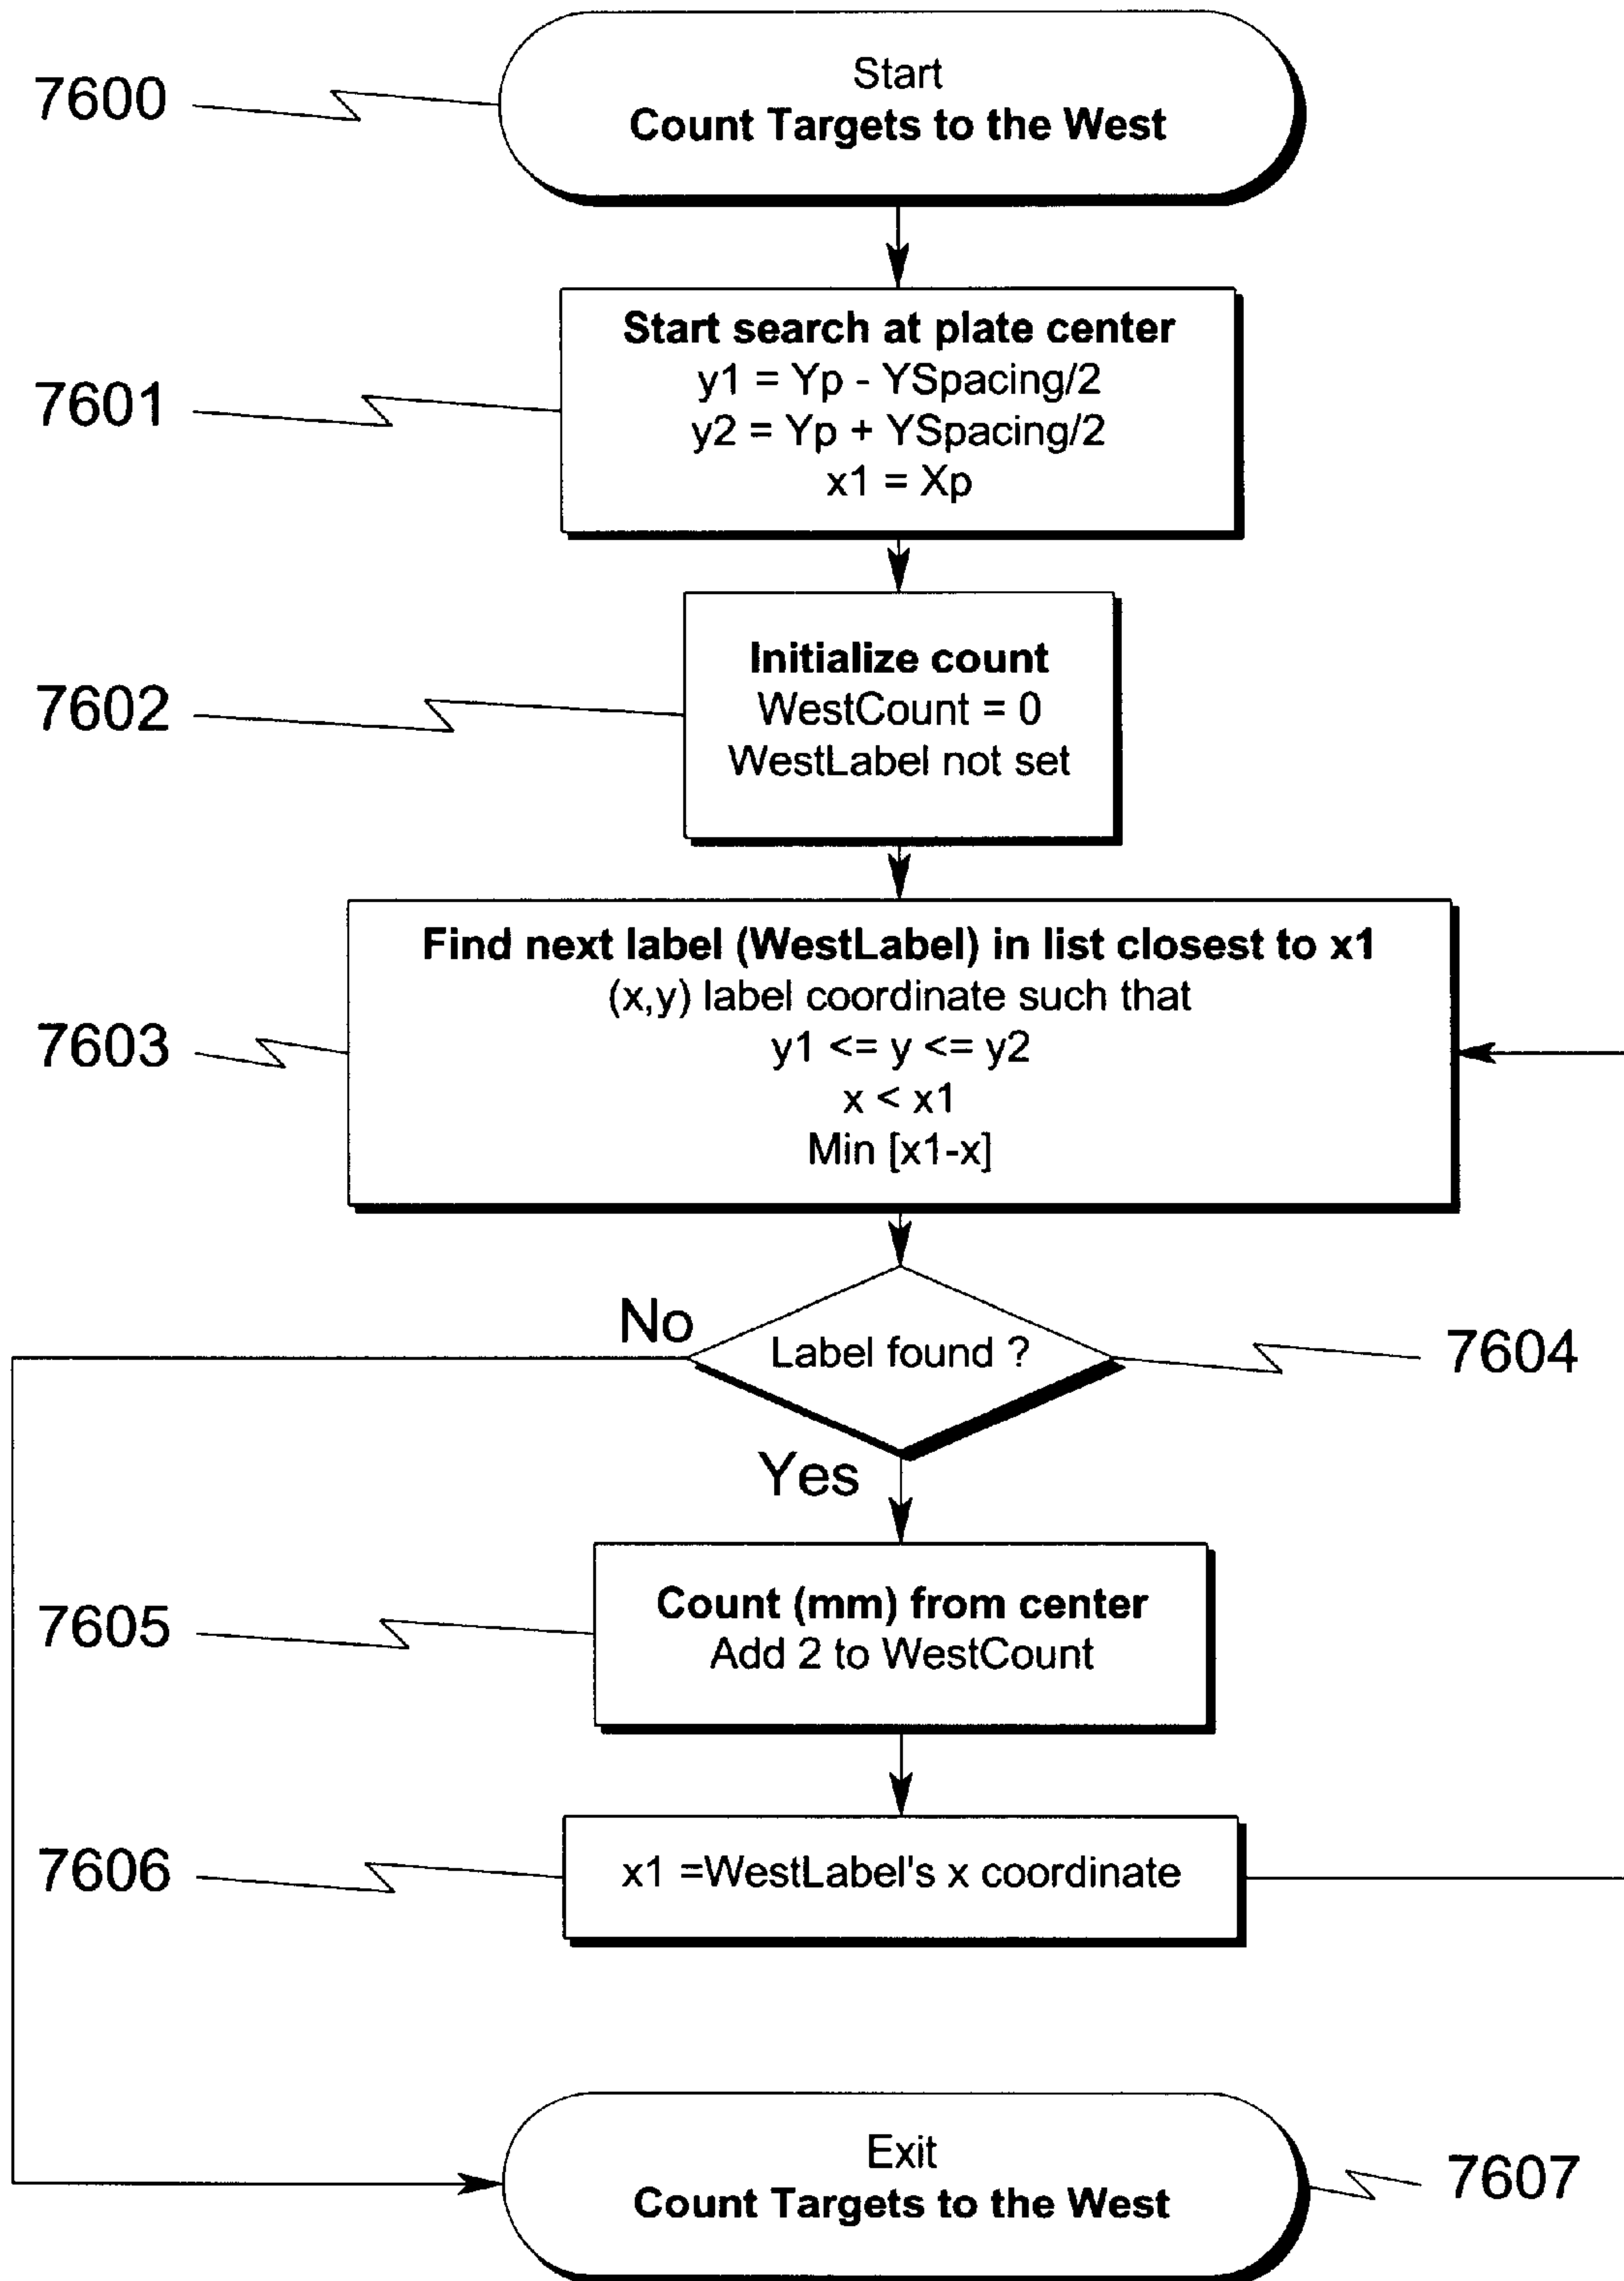 7600
Start
Count Targets to the West
7601
Start search at plate center
y1 = Yp - YSpacing/2
y2 = Yp + YSpacing/2
x1 = Xp
7602
Initialize count
WestCount = 0
WestLabel not set
7603
Find next label (WestLabel) in list closest to x1
(x,y) label coordinate such that
y1 <= y <= y2
x < x1
Min [x1-x]
No
Label found ?
7604
Yes
7605
Count (mm) from center
Add 2 to WestCount
7606
x1 =WestLabel's x coordinate
Exit
Count Targets to the West
7607